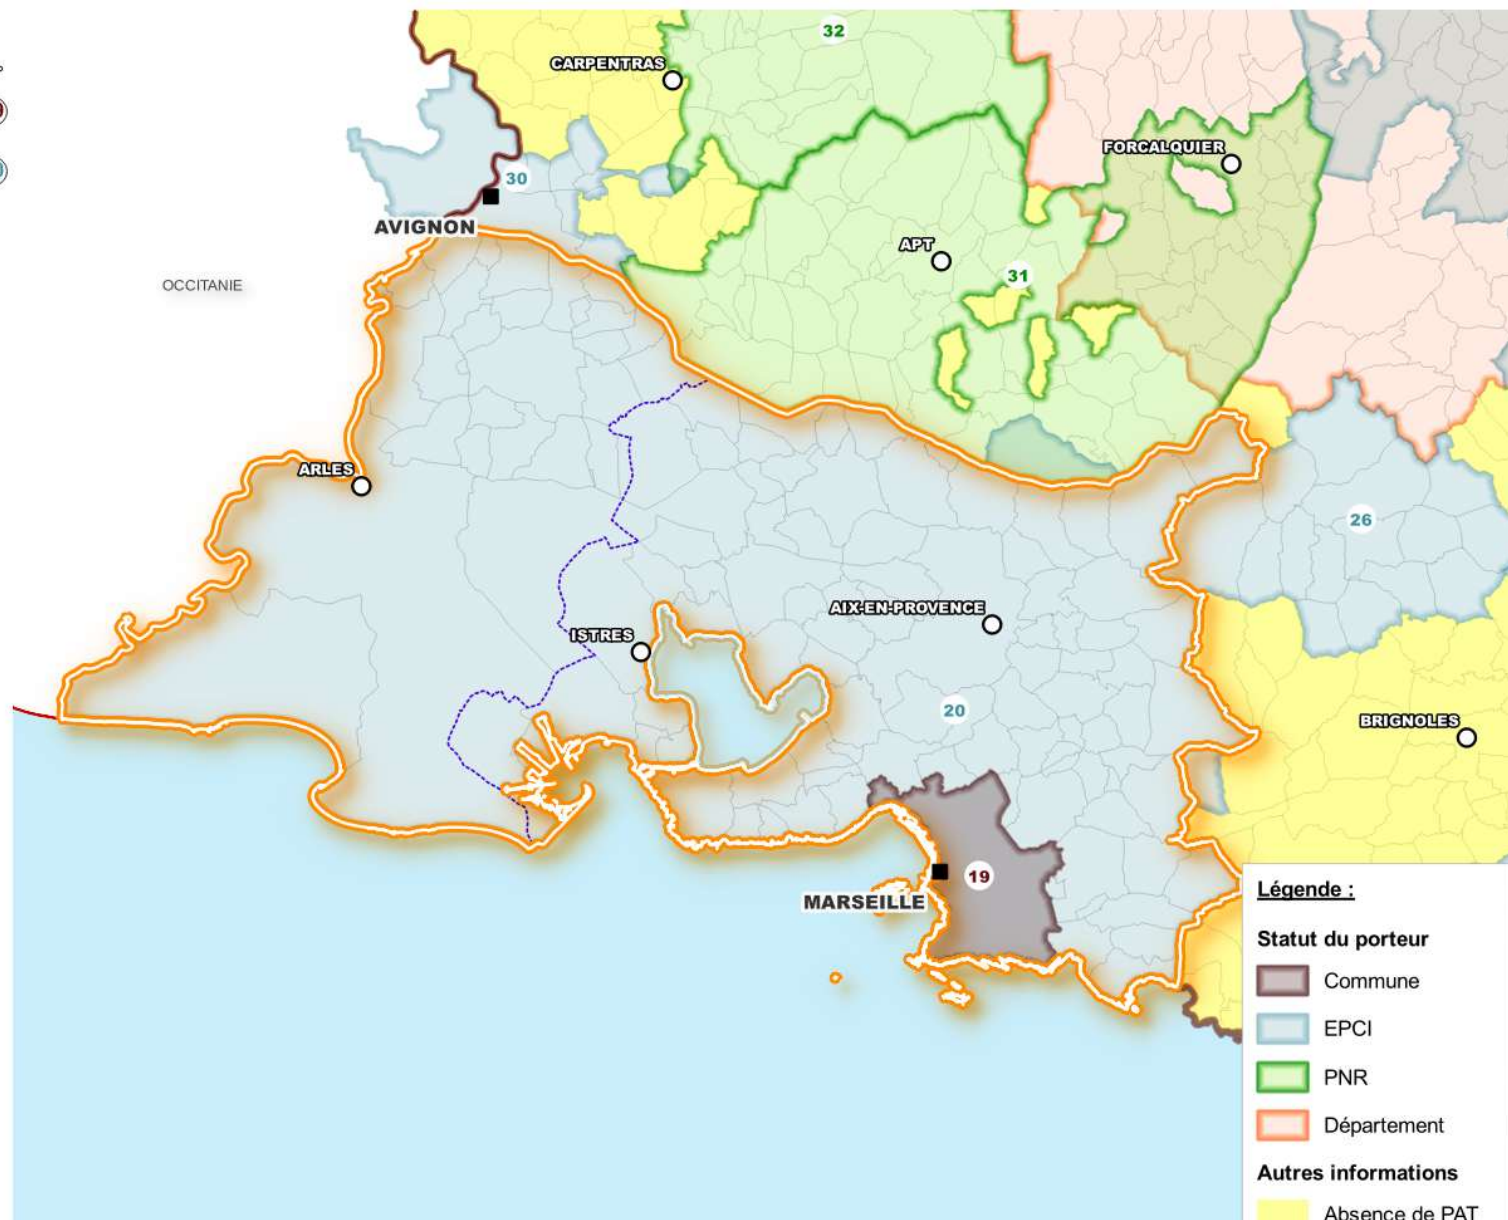 32
CARPENTRAS
FORCALQUIER
30
AVIGNON
APT
31
OCCITANIE
ARLES
26
AIX-EN-PROVENCE
ISTRES
20
BRIGNOLES
19
MARSEILLE
Légende :
Statut du porteur
Commune
EPCI
PNR
Département
Autres informations
Absence de PAT